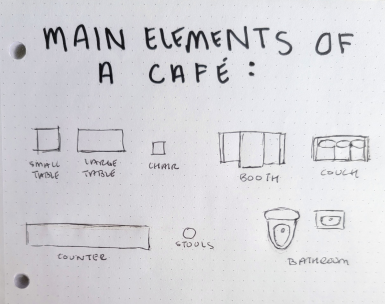 MAIN ELEMENTS OF
A CAFÉ:
SMALL
TABLE
LARGE
TABLE
CHAIR
BOOTH
COUCH
COUNTER
STOOLS
BATHROOM